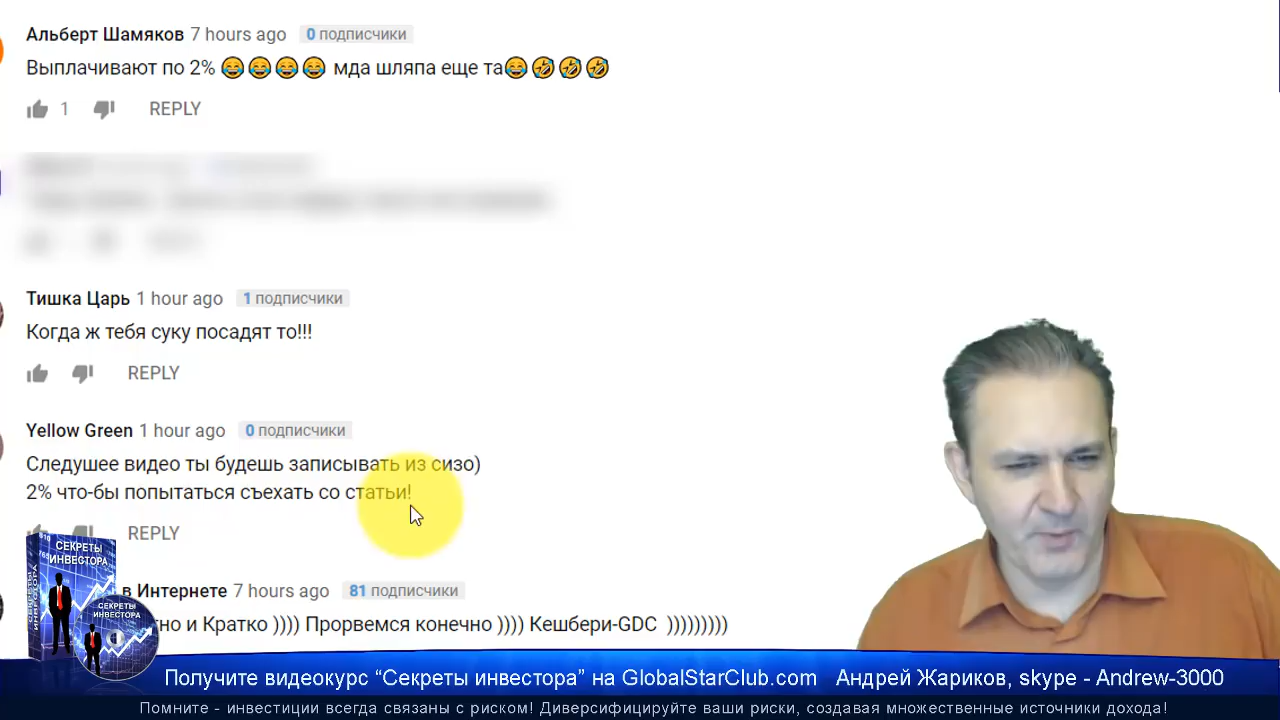 Альберт Шамяков 7 hours ago 0 подписчики
Выплачивают по 2% 😂😂😂😂 мда шляпа еще та😂🤣🤣🤣
1 REPLY
Тишка Царь 1 hour ago 1 подписчики
Когда ж тебя суку посадят то!!!
REPLY
Yellow Green 1 hour ago 0 подписчики
Следушее видео ты будешь записывать из сизо)
2% что-бы попытаться съехать со статьи!
REPLY
в Интернете 7 hours ago 81 подписчики
и Кратко )))) Прорвемся конечно )))) Кешбери-GDC )))))))))
СЕКРЕТЫ
ИНВЕСТОРА
СЕКРЕТЫ ИНВЕСТОРА
СЕКРЕТЫ
ИНВЕСТОРА
Получите видеокурс “Секреты инвестора” на GlobalStarClub.com Андрей Жариков, skype - Andrew-3000
Помните - инвестиции всегда связаны с риском! Диверсифицируйте ваши риски, создавая множественные источники дохода!